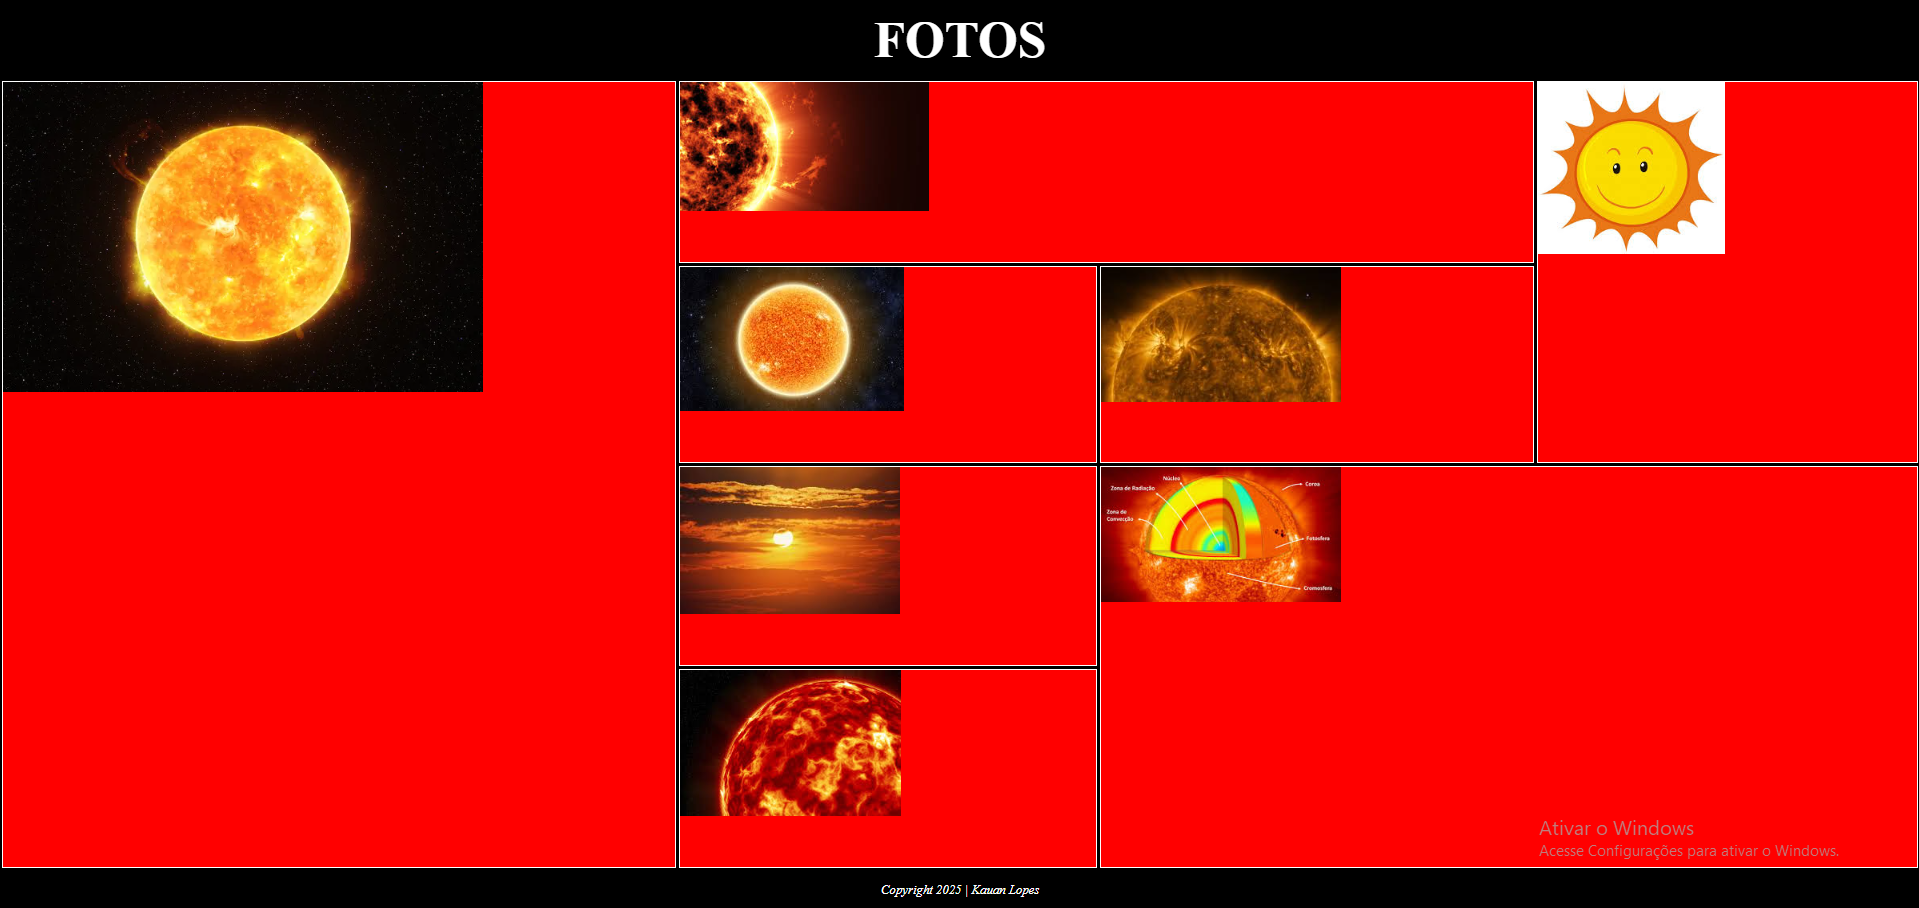 FOTOS
Núcleo
Zona de Radiação
Coroa
Zona de
Convecção
Fotosfera
Cromosfera
Ativar o Windows
Acesse Configurações para ativar o Windows.
Copyright 2025 | Kauan Lopes